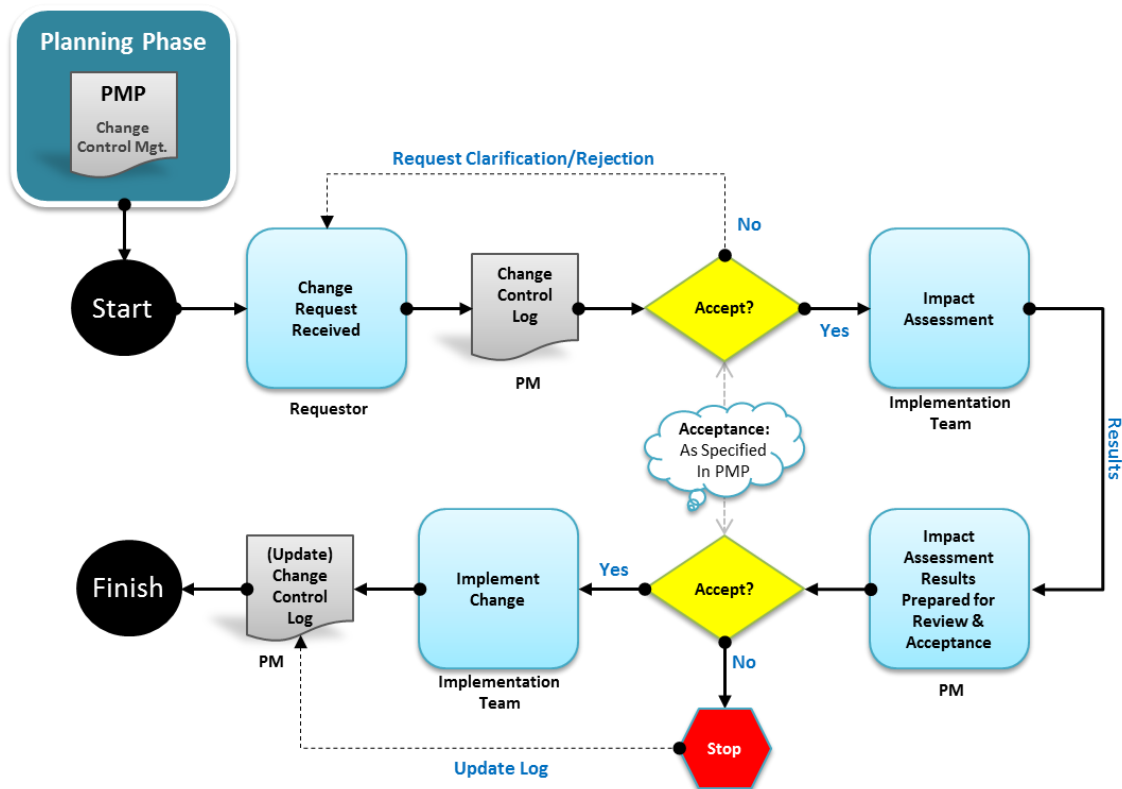 Planning Phase
PMP
Change
Control Mgt.
Request Clarification/Rejection
No
Start
Change
Request
Received
Requestor
Change
Control
Log
PM
Accept?
Yes
Impact
Assessment
Implementation
Team
Results
Acceptance:
As Specified
In PMP
Impact
Assessment
Results
Prepared for
Review &
Acceptance
PM
Accept?
Yes
No
Implement
Change
Implementation
Team
(Update)
Change
Control
Log
PM
Finish
Stop
Update Log